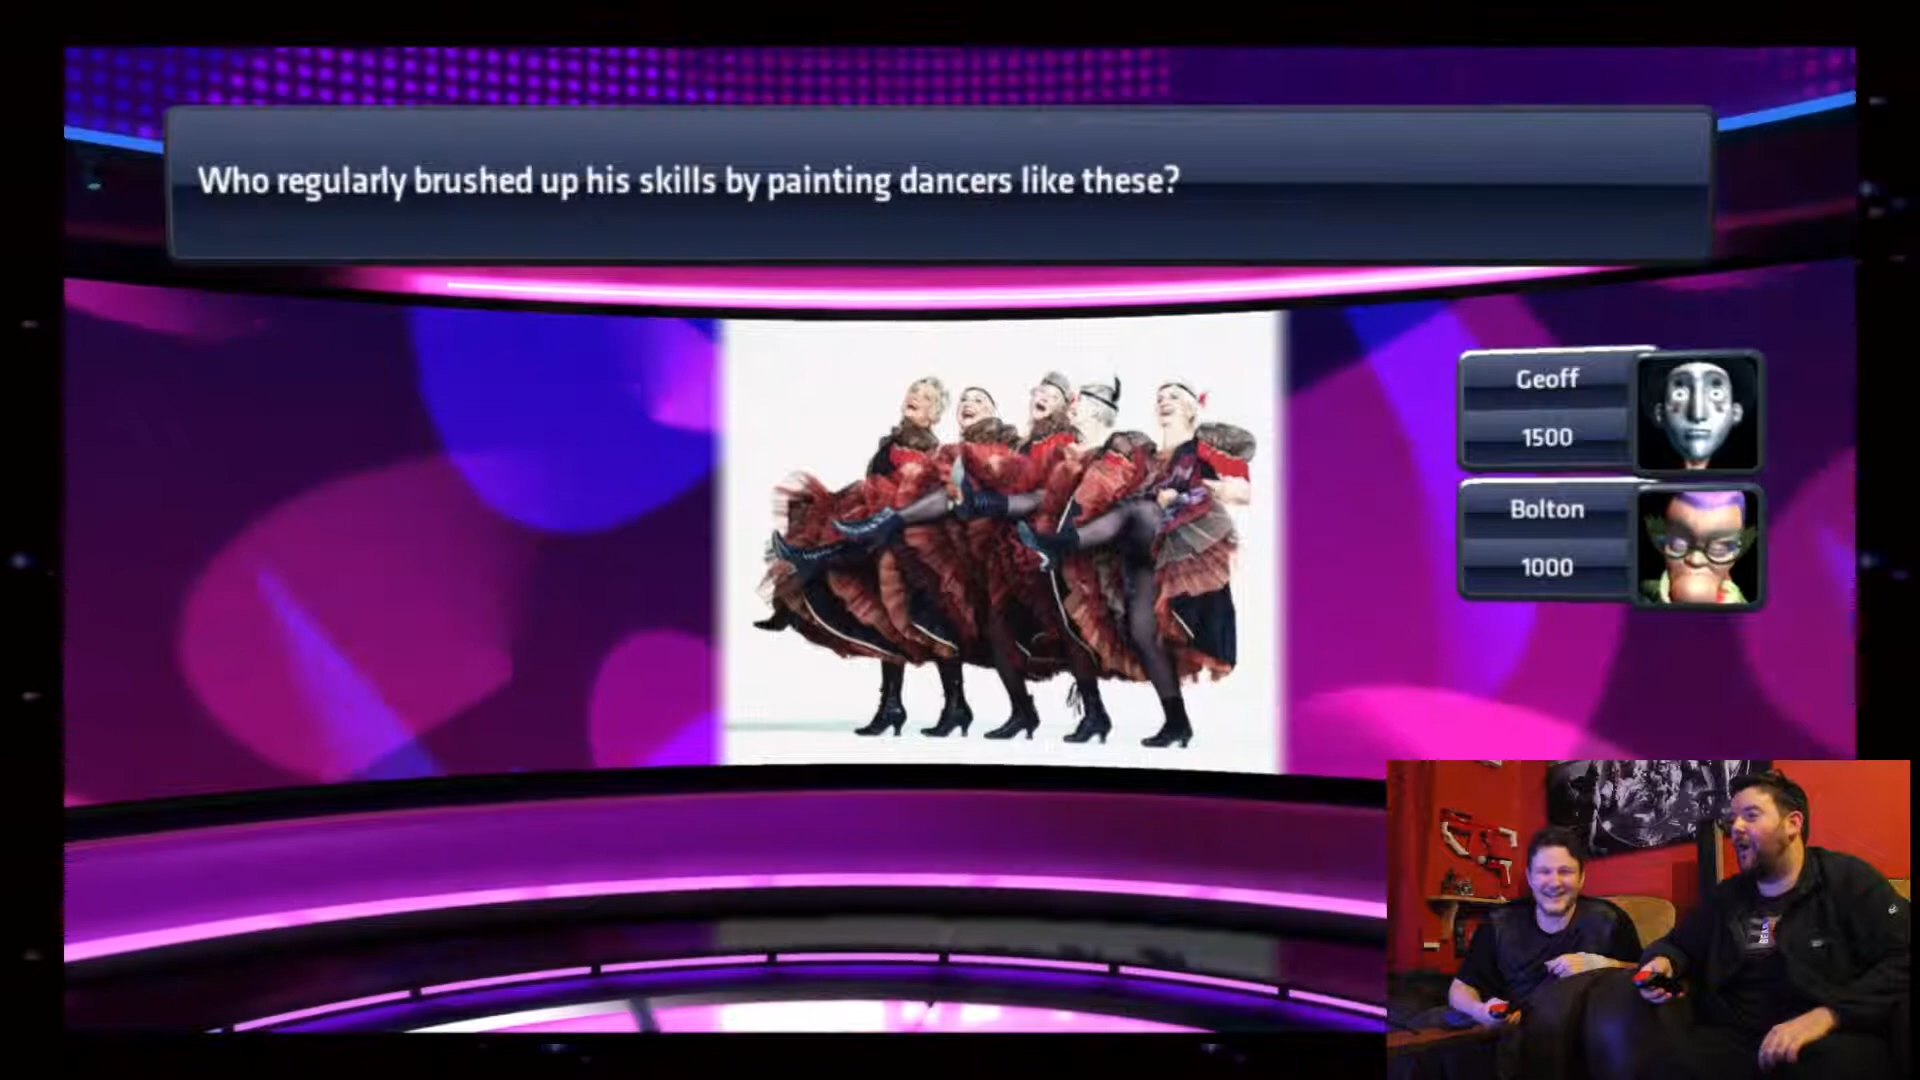 Who regularly brushed up his skills by painting dancers like these?
Geoff
1500
Bolton
1000